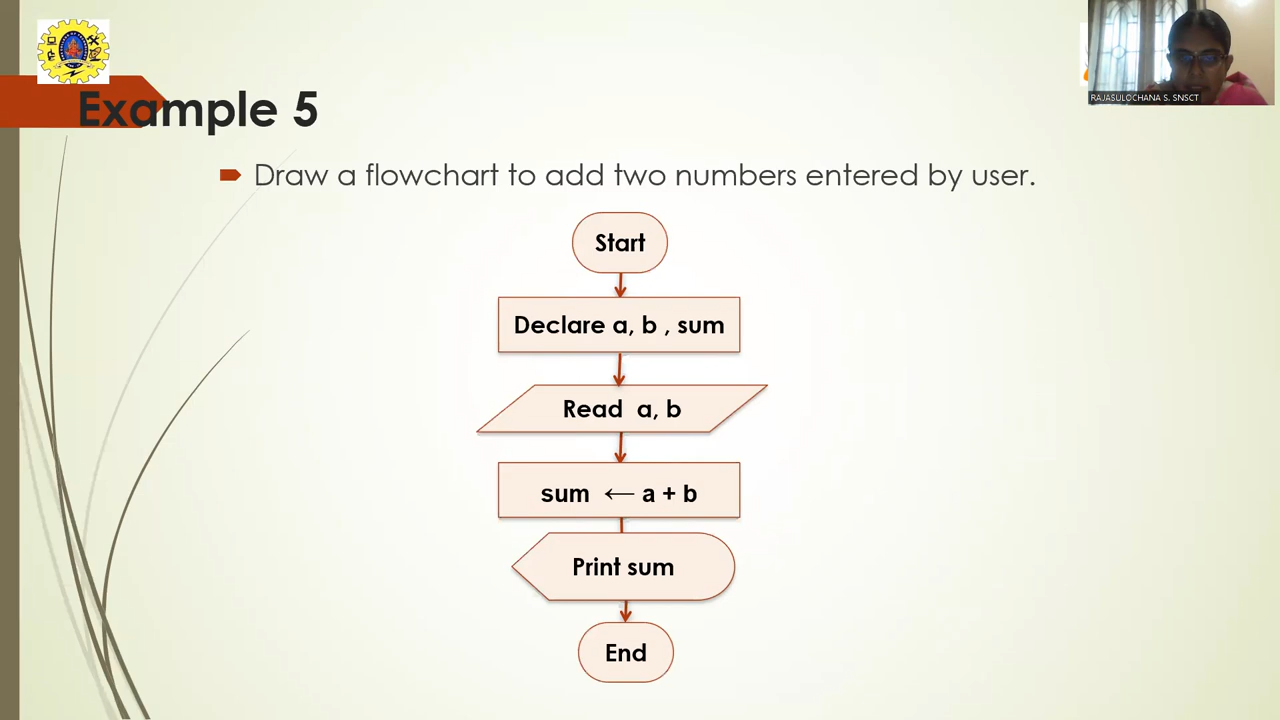 Example 5
Draw a flowchart to add two numbers entered by user.
Start
Declare a, b , sum
Read a, b
sum ← a + b
Print sum
End
RAJASULOCHANA S. SNSCT